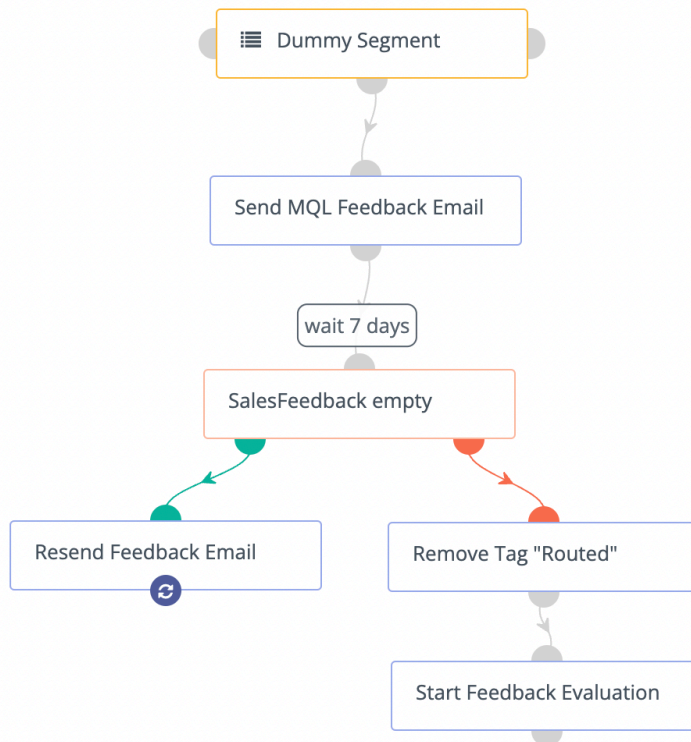 Dummy Segment
Send MQL Feedback Email
wait 7 days
SalesFeedback empty
Resend Feedback Email
Remove Tag "Routed"
Start Feedback Evaluation